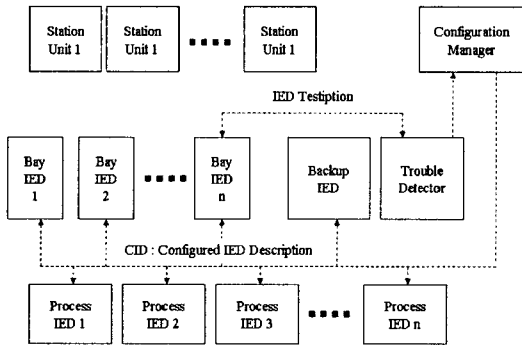 Station
Unit 1
Station
Unit 1
Station
Unit 1
Configuration
Manager
IED Testiption
Bay
IED
1
Bay
IED
2
Bay
IED
n
Backup
IED
Trouble
Detector
CID : Configured IED Description
Process
IED 1
Process
IED 2
Process
IED 3
Process
IED n